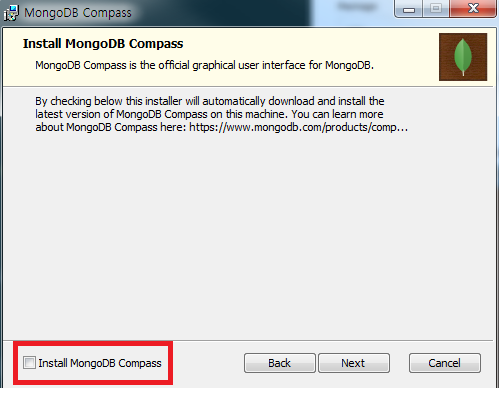 MongoDB Compass
Install MongoDB Compass
MongoDB Compass is the official graphical user interface for MongoDB.
By checking below this installer will automatically download and install the
latest version of MongoDB Compass on this machine. You can learn more
about MongoDB Compass here: https://www.mongodb.com/products/comp...
Install MongoDB Compass
Back
Next
Cancel